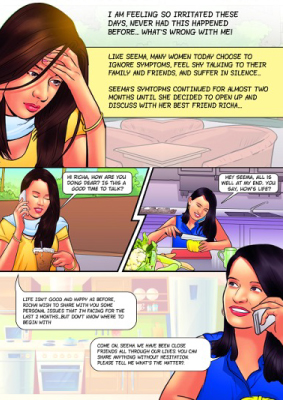 I AM FEELING SO IRRITATED THESE
DAYS, NEVER HAD THIS HAPPENED
BEFORE... WHAT'S WRONG WITH ME!
LIKE SEEMA, MANY WOMEN TODAY CHOOSE TO
IGNORE SYMPTOMS, FEEL SHY TALKING TO
THEIR FAMILY AND FRIENDS, AND SUFFER IN SILENCE...
SEEMA'S SYMTOPMS CONTINUED FOR ALMOST TWO
MONTHS UNTIL SHE DECIDED TO OPEN UP AND
DISCUSS WITH HER BEST FRIEND RICHA...
HI RICHA, HOW ARE YOU
DOING DEAR? IS THIS A
GOOD TIME TO TALK?
HEY SEEMA, ALL IS
WELL AT MY END. YOU
SAY, HOW'S LIFE?
LIFE ISN'T GOOD AND HAPPY AS BEFORE,
RICHA WISH TO SHARE WITH YOU SOME
PERSONAL ISSUES THAT I'M FACING FOR
THE LAST 2 MONTHS, BUT DON'T KNOW WHERE TO
BEGIN WITH
COME ON, SEEMA WE HAVE BEEN CLOSE
FRIENDS ALL THROUGH OUR LIVES YOU CAN
SHARE ANYTHING WITHOUT HESITATION.
PLEASE TELL ME WHAT'S THE MATTER!